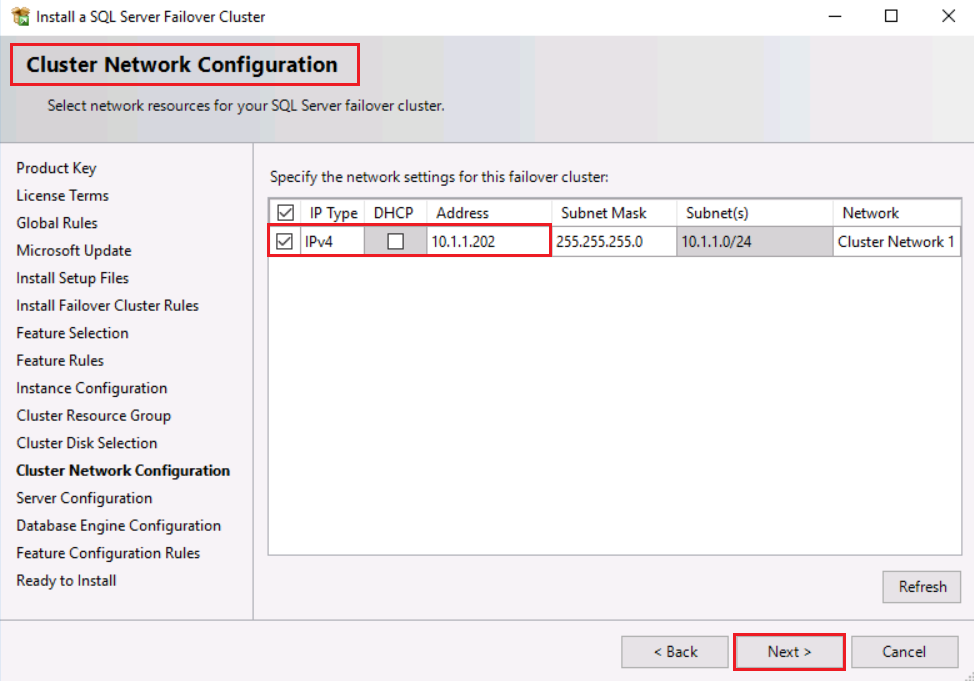 Install a SQL Server Failover Cluster
Cluster Network Configuration
Select network resources for your SQL Server failover cluster.
Product Key
License Terms
Global Rules
Microsoft Update
Install Setup Files
Install Failover Cluster Rules
Feature Selection
Feature Rules
Instance Configuration
Cluster Resource Group
Cluster Disk Selection
Cluster Network Configuration
Server Configuration
Database Engine Configuration
Feature Configuration Rules
Ready to Install
Specify the network settings for this failover cluster:
IP Type DHCP Address Subnet Mask Subnet(s) Network
IPv4 10.1.1.202 255.255.255.0 10.1.1.0/24 Cluster Network 1
Refresh
< Back Next > Cancel